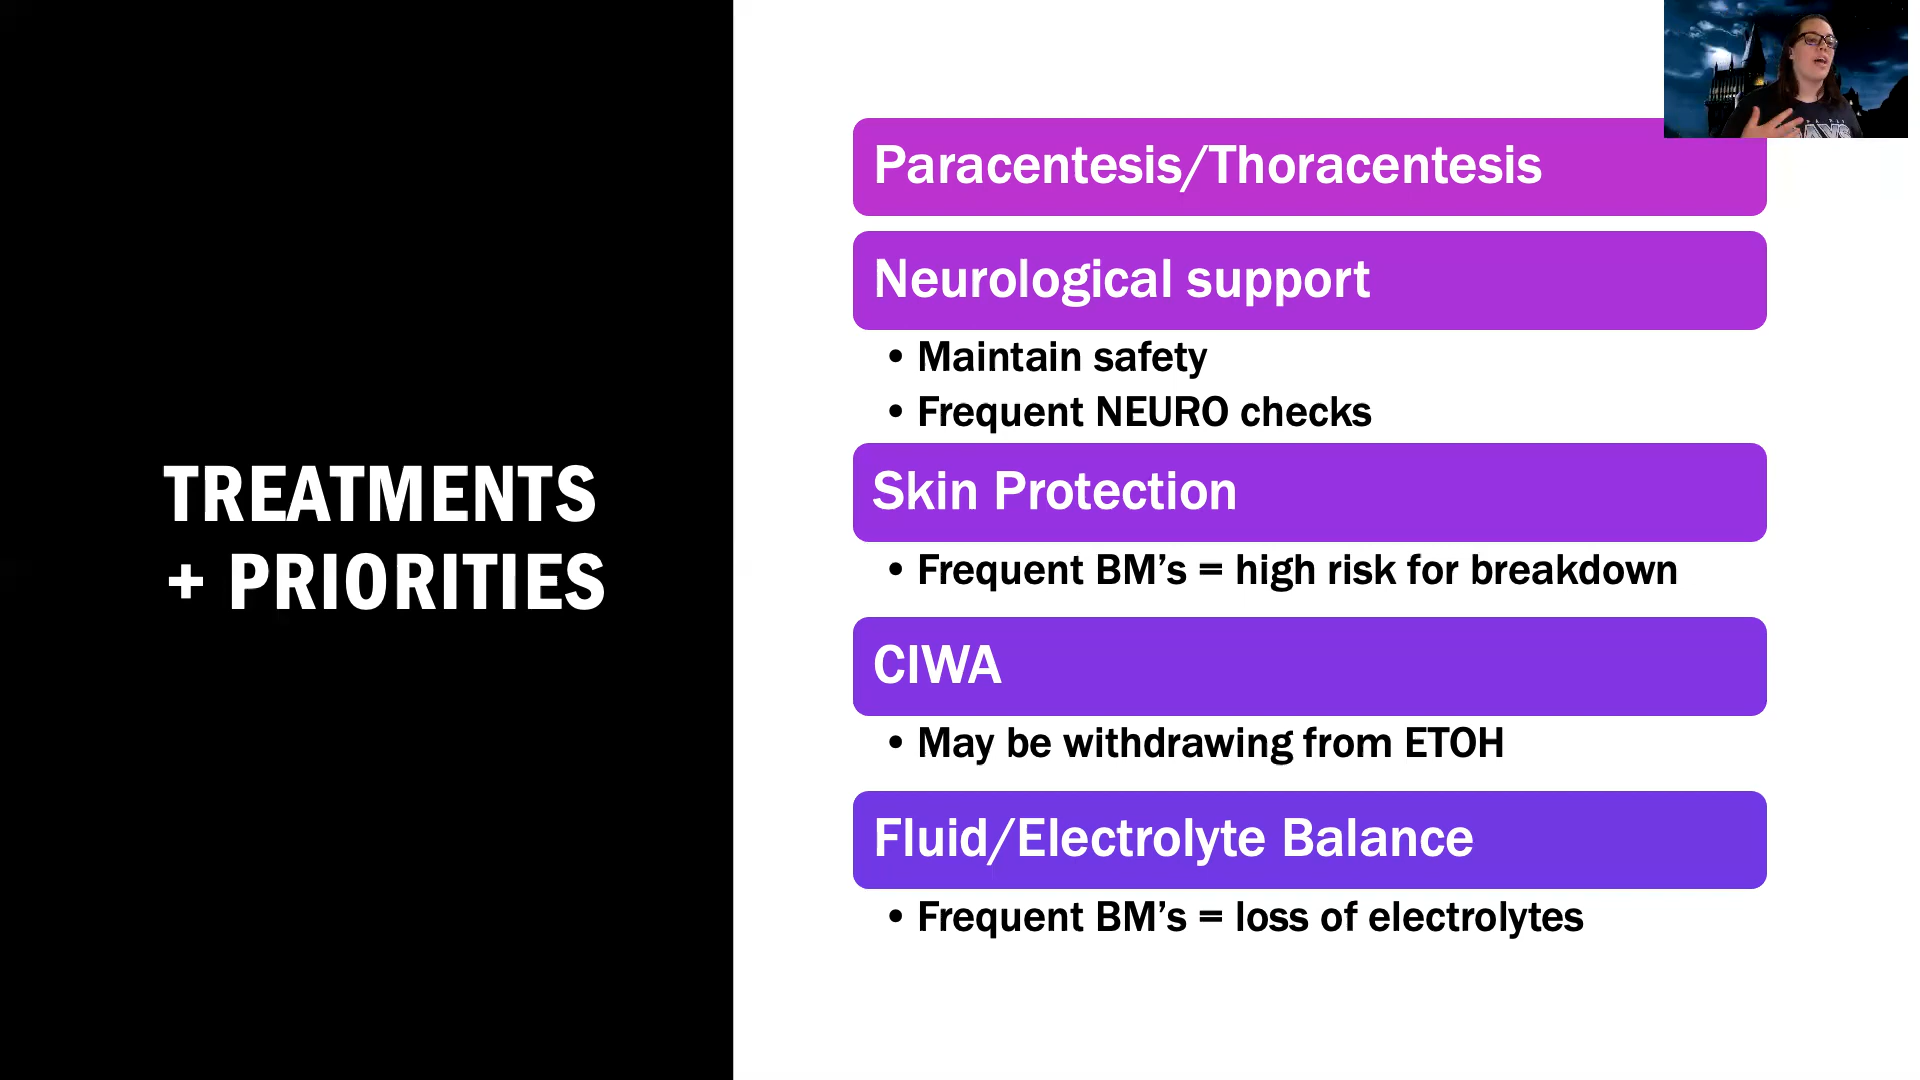 Paracentesis/Thoracentesis
Neurological support
• Maintain safety
• Frequent NEURO checks
TREATMENTS
+ PRIORITIES
Skin Protection
• Frequent BM’s = high risk for breakdown
CIWA
• May be withdrawing from ETOH
Fluid/Electrolyte Balance
• Frequent BM’s = loss of electrolytes